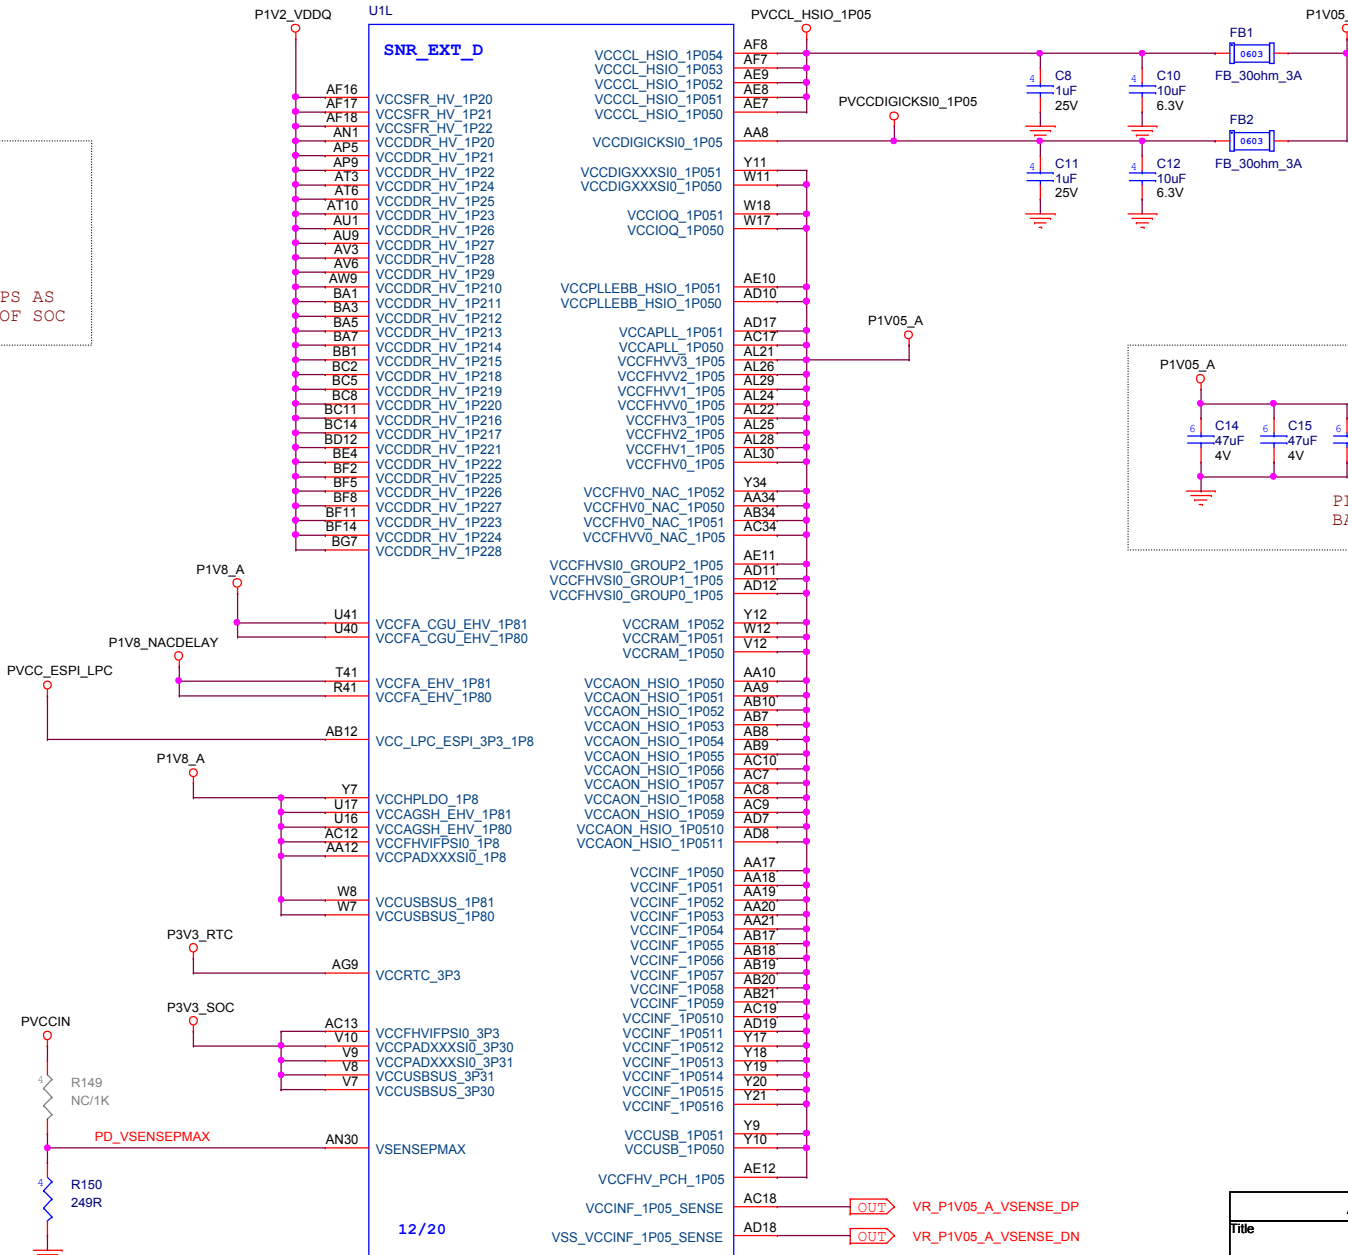 P1V2_VDDQ
U1L
PVCCL_HSIO_1P05
P1V05_
SNR_EXT_D
AF16 VCCSFR_HV_1P20
AF17 VCCSFR_HV_1P21
AF18 VCCSFR_HV_1P22
AN1 VCCDDR_HV_1P20
AP5 VCCDDR_HV_1P21
AP9 VCCDDR_HV_1P22
AT3 VCCDDR_HV_1P24
AT6 VCCDDR_HV_1P25
AT10 VCCDDR_HV_1P23
AU1 VCCDDR_HV_1P26
AU9 VCCDDR_HV_1P27
AV3 VCCDDR_HV_1P28
AV6 VCCDDR_HV_1P29
AW9 VCCDDR_HV_1P210
BA1 VCCDDR_HV_1P211
BA3 VCCDDR_HV_1P212
BA5 VCCDDR_HV_1P213
BA7 VCCDDR_HV_1P214
BB1 VCCDDR_HV_1P215
BC2 VCCDDR_HV_1P218
BC5 VCCDDR_HV_1P219
BC8 VCCDDR_HV_1P220
BC11 VCCDDR_HV_1P216
BC14 VCCDDR_HV_1P217
BD12 VCCDDR_HV_1P221
BE4 VCCDDR_HV_1P222
BF2 VCCDDR_HV_1P225
BF5 VCCDDR_HV_1P226
BF8 VCCDDR_HV_1P227
BF11 VCCDDR_HV_1P223
BF14 VCCDDR_HV_1P224
BG7 VCCDDR_HV_1P228
PS AS
OF SOC
P1V8_A
U41 VCCFA_CGU_EHV_1P81
U40 VCCFA_CGU_EHV_1P80
P1V8_NACDELAY
T41 VCCFA_EHV_1P81
R41 VCCFA_EHV_1P80
PVCC_ESPI_LPC
AB12 VCC_LPC_ESPI_3P3_1P8
P1V8_A
Y7 VCCHPLDO_1P8
U17 VCCAGSH_EHV_1P81
U16 VCCAGSH_EHV_1P80
AC12 VCCFHVIFPSI0_1P8
AA12 VCCPADXXXSI0_1P8
W8 VCCUSBSUS_1P81
W7 VCCUSBSUS_1P80
P3V3_RTC
AG9 VCCRTC_3P3
P3V3_SOC
AC13 VCCFHVIFPSI0_3P3
V10 VCCPADXXXSI0_3P30
V9 VCCPADXXXSI0_3P31
V8 VCCUSBSUS_3P31
V7 VCCUSBSUS_3P30
PVCCIN
4 R149
NC/1K
PD_VSENSEPMAX
AN30 VSENSEPMAX
4 R150
249R
12/20
VCCCL_HSIO_1P054 AF8
VCCCL_HSIO_1P053 AF7
VCCCL_HSIO_1P052 AE9
VCCCL_HSIO_1P051 AE8
VCCCL_HSIO_1P050 AE7
PVCCDIGICKSI0_1P05
VCCDIGICKSI0_1P05 AA8
VCCDIGXXXSI0_1P051 Y11
VCCDIGXXXSI0_1P050 W11
VCCIOQ_1P051 W18
VCCIOQ_1P050 W17
VCCPLLEBB_HSIO_1P051 AE10
VCCPLLEBB_HSIO_1P050 AD10
P1V05_A
VCCAPLL_1P051 AD17
VCCAPLL_1P050 AC17
VCCFHVV3_1P05 AL21
VCCFHVV2_1P05 AL26
VCCFHVV1_1P05 AL29
VCCFHVV0_1P05 AL24
VCCFHV3_1P05 AL22
VCCFHV2_1P05 AL25
VCCFHV1_1P05 AL28
VCCFHV0_1P05 AL30
VCCFHV0_NAC_1P052 Y34
VCCFHV0_NAC_1P050 AA34
VCCFHV0_NAC_1P051 AB34
VCCFHVV0_NAC_1P05 AC34
VCCFHVSI0_GROUP2_1P05 AE11
VCCFHVSI0_GROUP1_1P05 AD11
VCCFHVSI0_GROUP0_1P05 AD12
VCCRAM_1P052 Y12
VCCRAM_1P051 W12
VCCRAM_1P050 V12
VCCAON_HSIO_1P050 AA10
VCCAON_HSIO_1P051 AA9
VCCAON_HSIO_1P052 AB10
VCCAON_HSIO_1P053 AB7
VCCAON_HSIO_1P054 AB8
VCCAON_HSIO_1P055 AB9
VCCAON_HSIO_1P056 AC10
VCCAON_HSIO_1P057 AC7
VCCAON_HSIO_1P058 AC8
VCCAON_HSIO_1P059 AC9
VCCAON_HSIO_1P0510 AD7
VCCAON_HSIO_1P0511 AD8
VCCINF_1P050 AA17
VCCINF_1P051 AA18
VCCINF_1P052 AA19
VCCINF_1P053 AA20
VCCINF_1P054 AA21
VCCINF_1P055 AB17
VCCINF_1P056 AB18
VCCINF_1P057 AB19
VCCINF_1P058 AB20
VCCINF_1P059 AB21
VCCINF_1P0510 AC19
VCCINF_1P0511 AD19
VCCINF_1P0512 Y17
VCCINF_1P0513 Y18
VCCINF_1P0514 Y19
VCCINF_1P0515 Y20
VCCINF_1P0516 Y21
VCCUSB_1P051 Y9
VCCUSB_1P050 Y10
VCCFHV_PCH_1P05 AE12
VCCINF_1P05_SENSE AC18 OUT VR_P1V05_A_VSENSE_DP
VSS_VCCINF_1P05_SENSE AD18 OUT VR_P1V05_A_VSENSE_DN
FB1
0603
FB_30ohm_3A
4 C8
1uF
25V
4 C10
10uF
6.3V
FB2
0603
FB_30ohm_3A
4 C11
1uF
25V
4 C12
10uF
6.3V
P1V05_A
6 C14
47uF
4V
6 C15
47uF
4V
6
Title